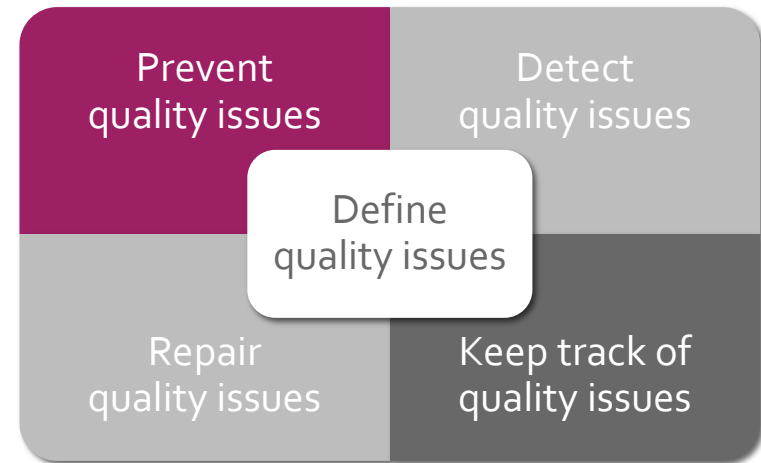 Prevent
quality issues
Detect
quality issues
Define
quality issues
Repair
quality issues
Keep track of
quality issues